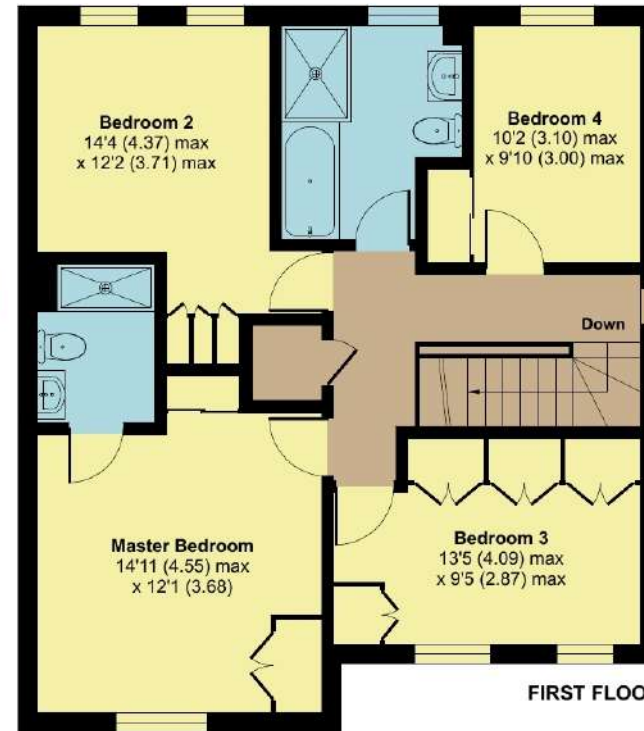 Bedroom 2
14'4 (4.37) max
x 12'2 (3.71) max
Bedroom 4
10'2 (3.10) max
x 9'10 (3.00) max
Down
Master Bedroom
14'11 (4.55) max
x 12'1 (3.68)
Bedroom 3
13'5 (4.09) max
x 9'5 (2.87) max
FIRST FLOO